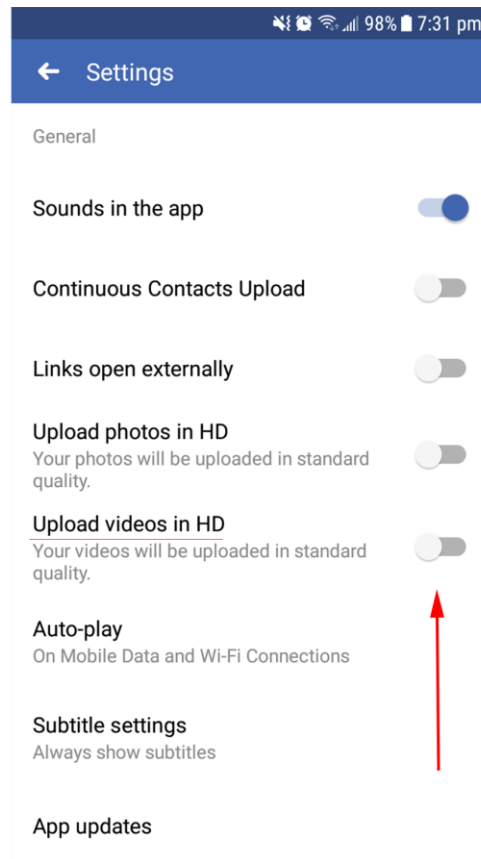 98% 7:31 pm
Settings
General
Sounds in the app
Continuous Contacts Upload
Links open externally
Upload photos in HD
Your photos will be uploaded in standard
quality.
Upload videos in HD
Your videos will be uploaded in standard
quality.
Auto-play
On Mobile Data and Wi-Fi Connections
Subtitle settings
Always show subtitles
App updates